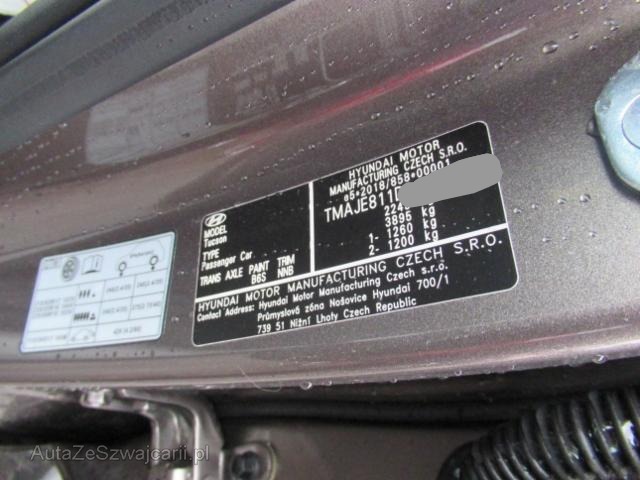 HYUNDAI MOTOR
MANUFACTURING CZECH S.R.O.
e5*2018/858*00001
TMAJE811
224 kg
3895 kg
1- 1260 kg
2- 1200 kg
MODEL
Tucson
TYPE
Passenger Car
TRANS AXLE PAINT TRIM
B6S NNB
HYUNDAI MOTOR MANUFACTURING CZECH S.R.O.
Contact Address: Hyundai Motor Manufacturing Czech s.r.o.
Průmyslová zóna Nošovice Hyundai 700/1
739 51 Nižní Lhoty Czech Republic
AutaZeSzwajcarii.pl